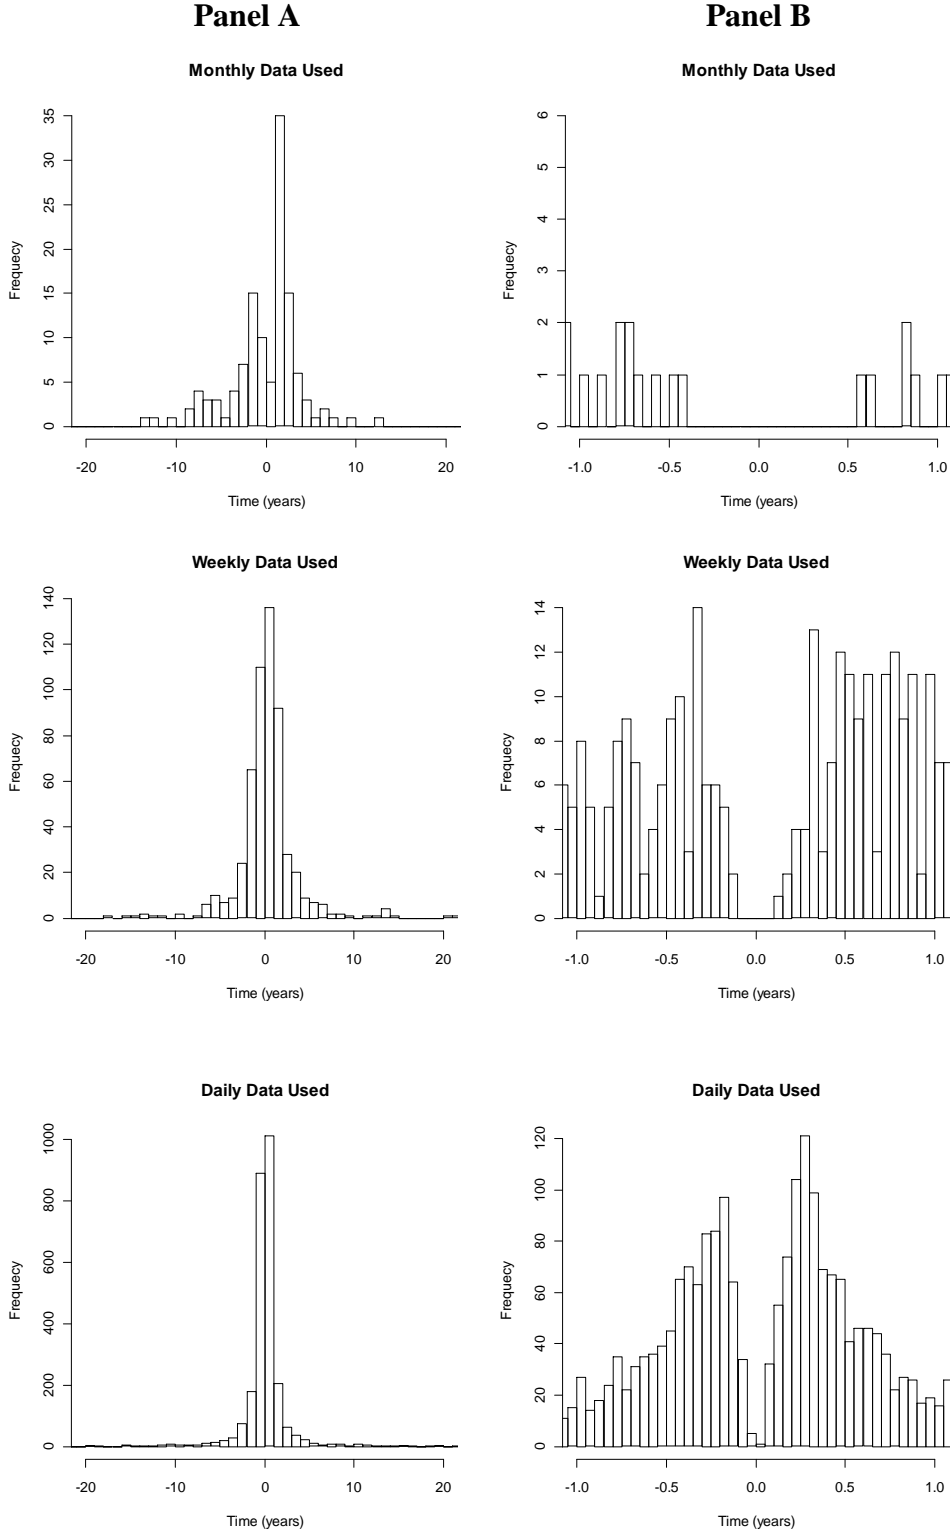 Panel A
Panel B
Monthly Data Used
Frequecy
35
30
25
20
15
10
5
0
-20 -10 0 10 20
Time (years)
Monthly Data Used
Frequecy
6
5
4
3
2
1
0
-1.0 -0.5 0.0 0.5 1.0
Time (years)
Weekly Data Used
Frequecy
140
120
100
80
60
40
20
0
-20 -10 0 10 20
Time (years)
Weekly Data Used
Frequecy
14
12
10
8
6
4
2
0
-1.0 -0.5 0.0 0.5 1.0
Time (years)
Daily Data Used
Frequecy
1000
800
600
400
200
0
-20 -10 0 10 20
Time (years)
Daily Data Used
Frequecy
120
100
80
60
40
20
0
-1.0 -0.5 0.0 0.5 1.0
Time (years)